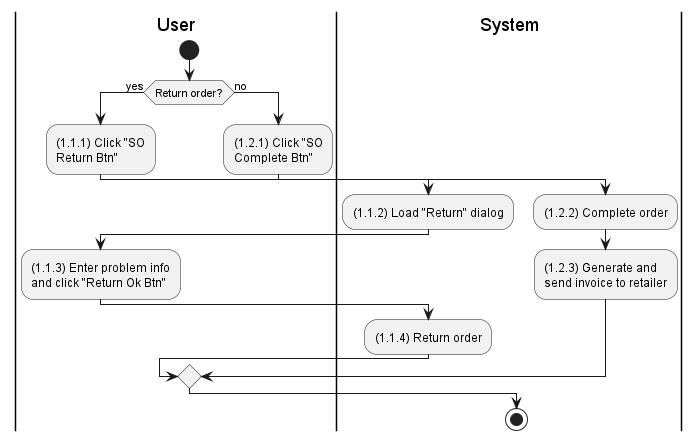 User
System
Return order?
yes
no
(1.1.1) Click "SO
Return Btn"
(1.2.1) Click "SO
Complete Btn"
(1.1.2) Load "Return" dialog
(1.2.2) Complete order
(1.1.3) Enter problem info
and click "Return Ok Btn"
(1.2.3) Generate and
send invoice to retailer
(1.1.4) Return order